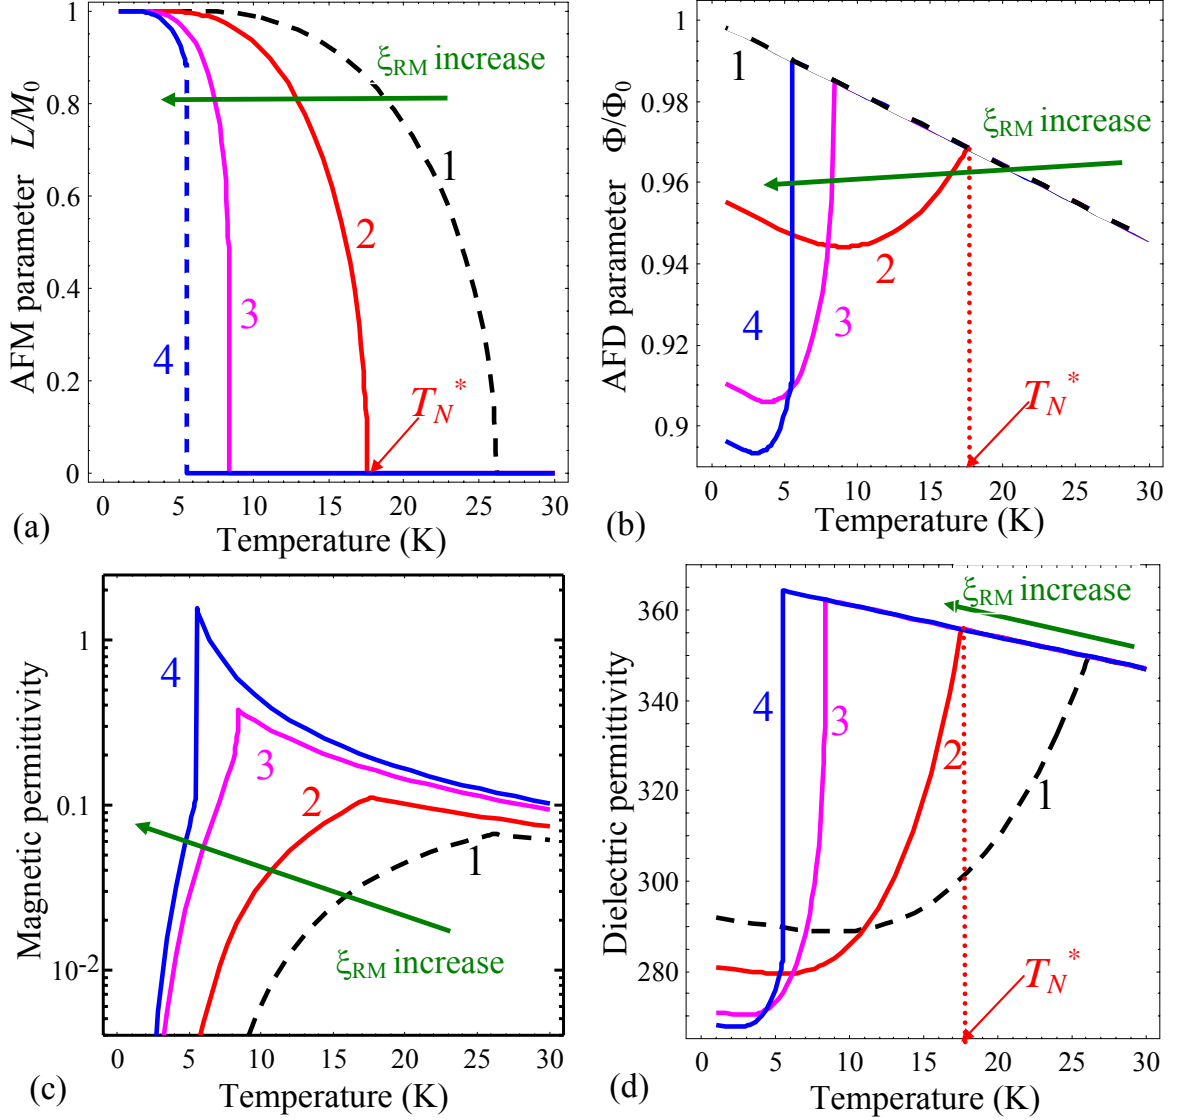 AFM parameter L/M₀
1
0.8
0.6
0.4
0.2
0
ξRM increase
1
2
3
4
TN*
0 5 10 15 20 25 30
(a)
Temperature (K)
AFD parameter Φ/Φ₀
1
0.98
0.96
0.94
0.92
0.9
1
ξRM increase
2
3
4
TN*
0 5 10 15 20 25 30
(b)
Temperature (K)
Magnetic permittivity
1
0.1
10⁻²
4
3
2
1
ξRM increase
0 5 10 15 20 25 30
(c)
Temperature (K)
Dielectric permittivity
360
340
320
300
280
ξRM increase
4
3
2
1
TN*
0 5 10 15 20 25 30
(d)
Temperature (K)